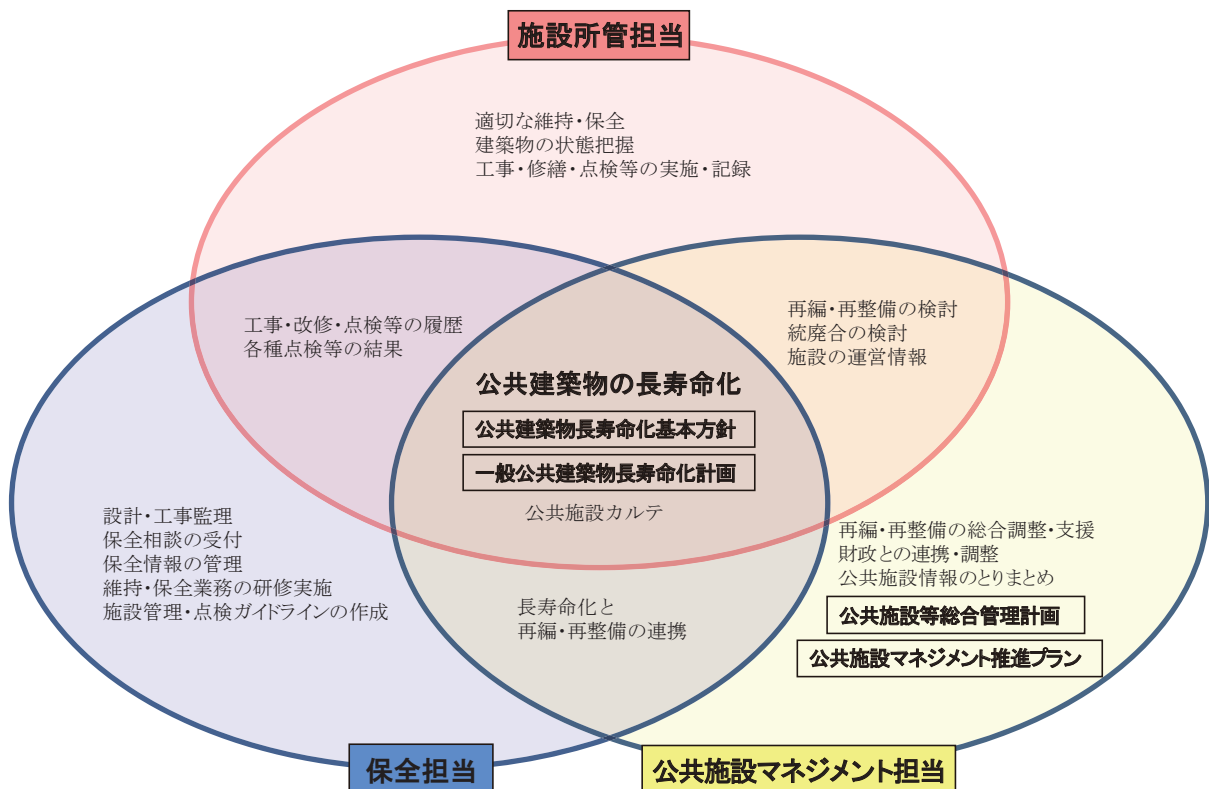 施設所管担当
適切な維持・保全
建築物の状態把握
工事・修繕・点検等の実施・記録
工事・改修・点検等の履歴
各種点検等の結果
再編・再整備の検討
統廃合の検討
施設の運営情報
公共建築物の長寿命化
公共建築物長寿命化基本方針
一般公共建築物長寿命化計画
公共施設カルテ
設計・工事監理
保全相談の受付
保全情報の管理
維持・保全業務の研修実施
施設管理・点検ガイドラインの作成
再編・再整備の総合調整・支援
財政との連携・調整
公共施設情報のとりまとめ
公共施設等総合管理計画
公共施設マネジメント推進プラン
長寿命化と
再編・再整備の連携
保全担当
公共施設マネジメント担当